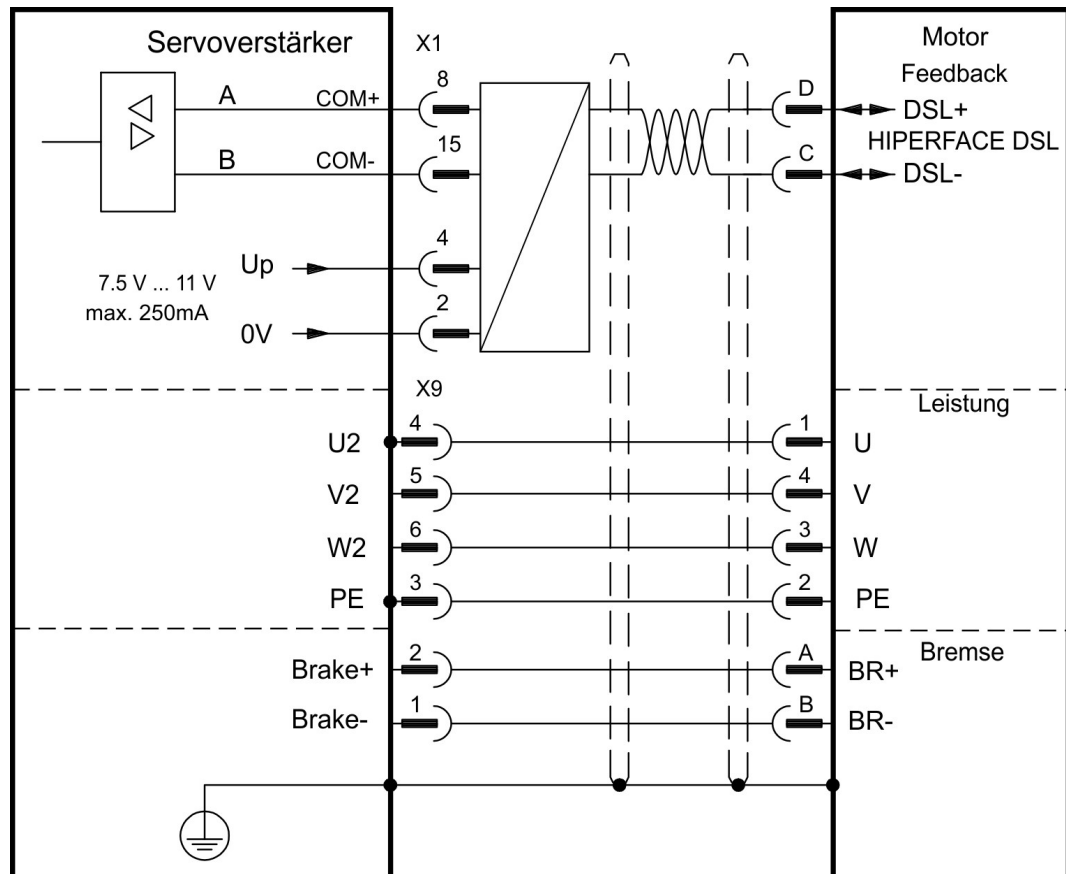 Servoverstärker X1 Motor
Feedback
8 D
A COM+ DSL+
HIPERFACE DSL
15 C
B COM- DSL-
4
Up
7.5 V ... 11 V
max. 250mA
2
0V
X9
Leistung
4 1
U2 U
5 4
V2 V
6 3
W2 W
3 2
PE PE
Bremse
2 A
Brake+ BR+
1 B
Brake- BR-